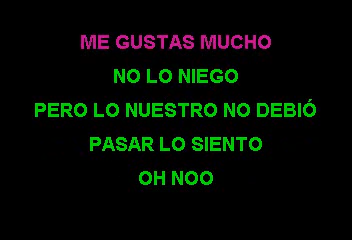 ME GUSTAS MUCHO
NO LO NIEGO
PERO LO NUESTRO NO DEBIÓ
PASAR LO SIENTO
OH NOO